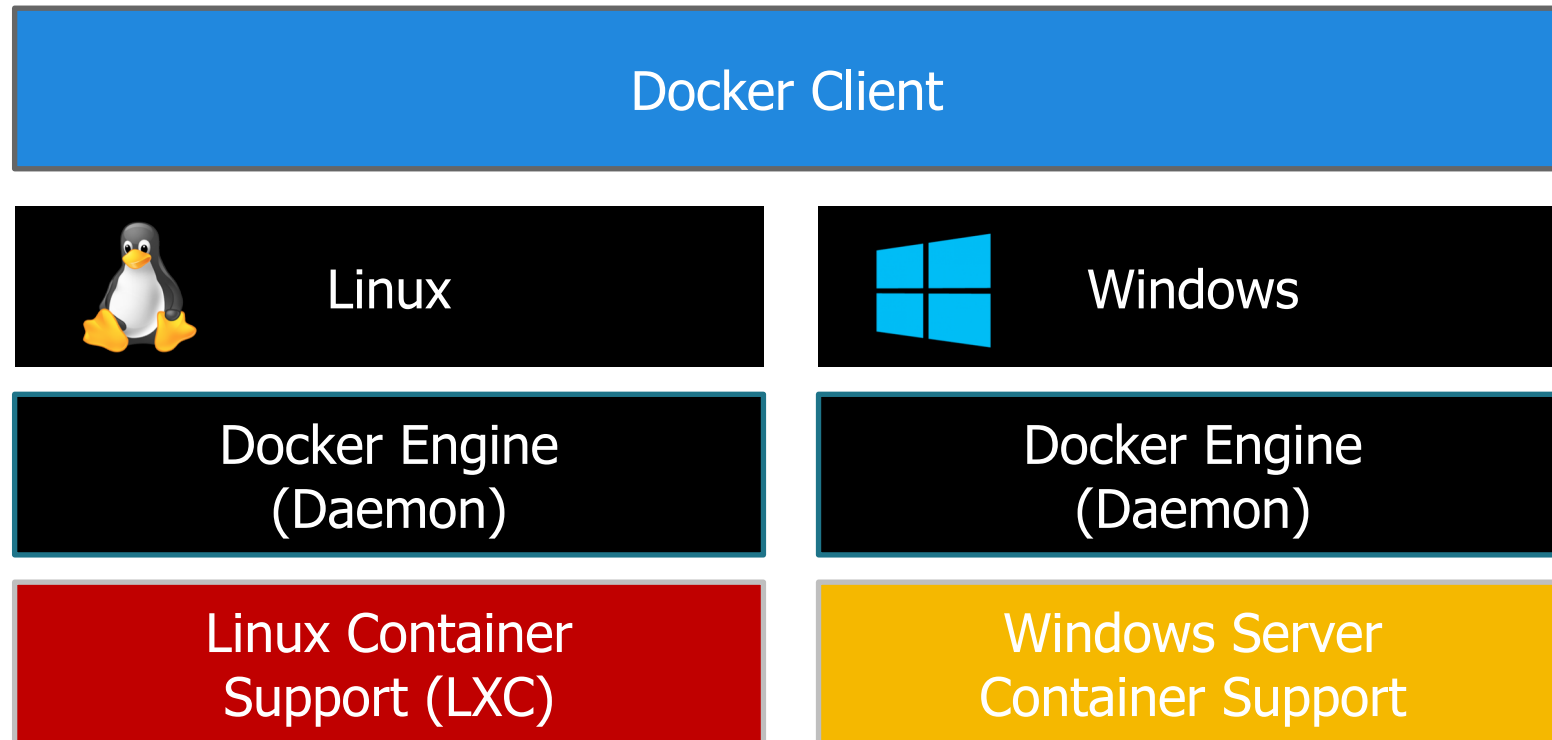 Docker Client
Linux
Windows
Docker Engine
(Daemon)
Docker Engine
(Daemon)
Linux Container
Support (LXC)
Windows Server
Container Support